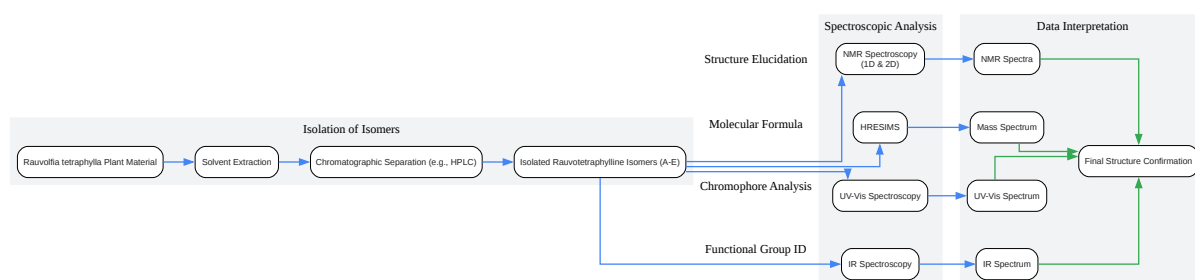 Spectroscopic Analysis
Data Interpretation
Structure Elucidation
NMR Spectroscopy
(1D & 2D)
NMR Spectra
Isolation of Isomers
Molecular Formula
HRESIMS
Mass Spectrum
Rauvolfia tetraphylla Plant Material
Solvent Extraction
Chromatographic Separation (e.g., HPLC)
Isolated Rauvotetraphylline Isomers (A-E)
Final Structure Confirmation
Chromophore Analysis
UV-Vis Spectroscopy
UV-Vis Spectrum
Functional Group ID
IR Spectroscopy
IR Spectrum